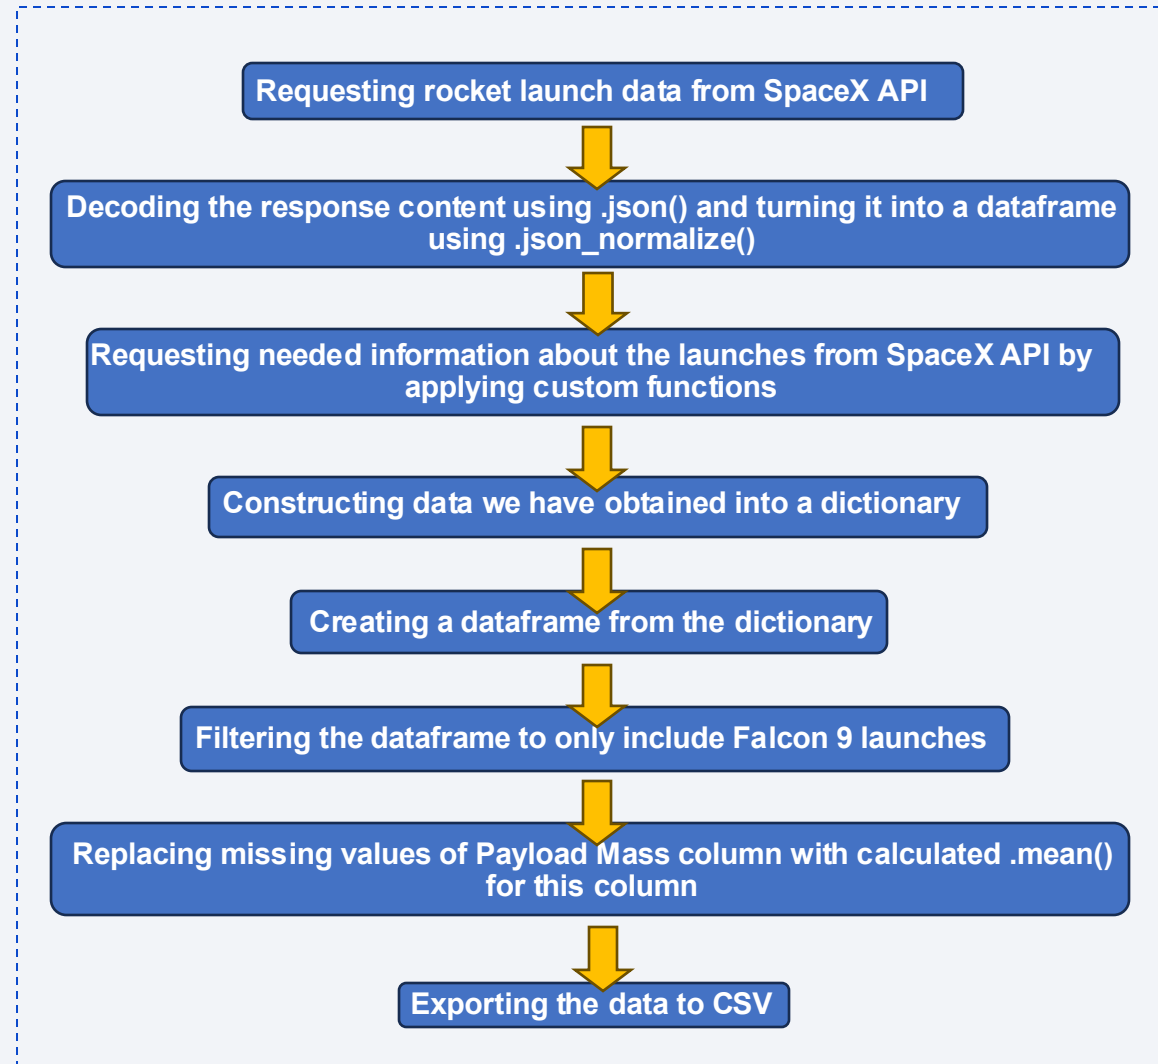 Requesting rocket launch data from SpaceX API
Decoding the response content using .json() and turning it into a dataframe
using .json_normalize()
Requesting needed information about the launches from SpaceX API by
applying custom functions
Constructing data we have obtained into a dictionary
Creating a dataframe from the dictionary
Filtering the dataframe to only include Falcon 9 launches
Replacing missing values of Payload Mass column with calculated .mean()
for this column
Exporting the data to CSV